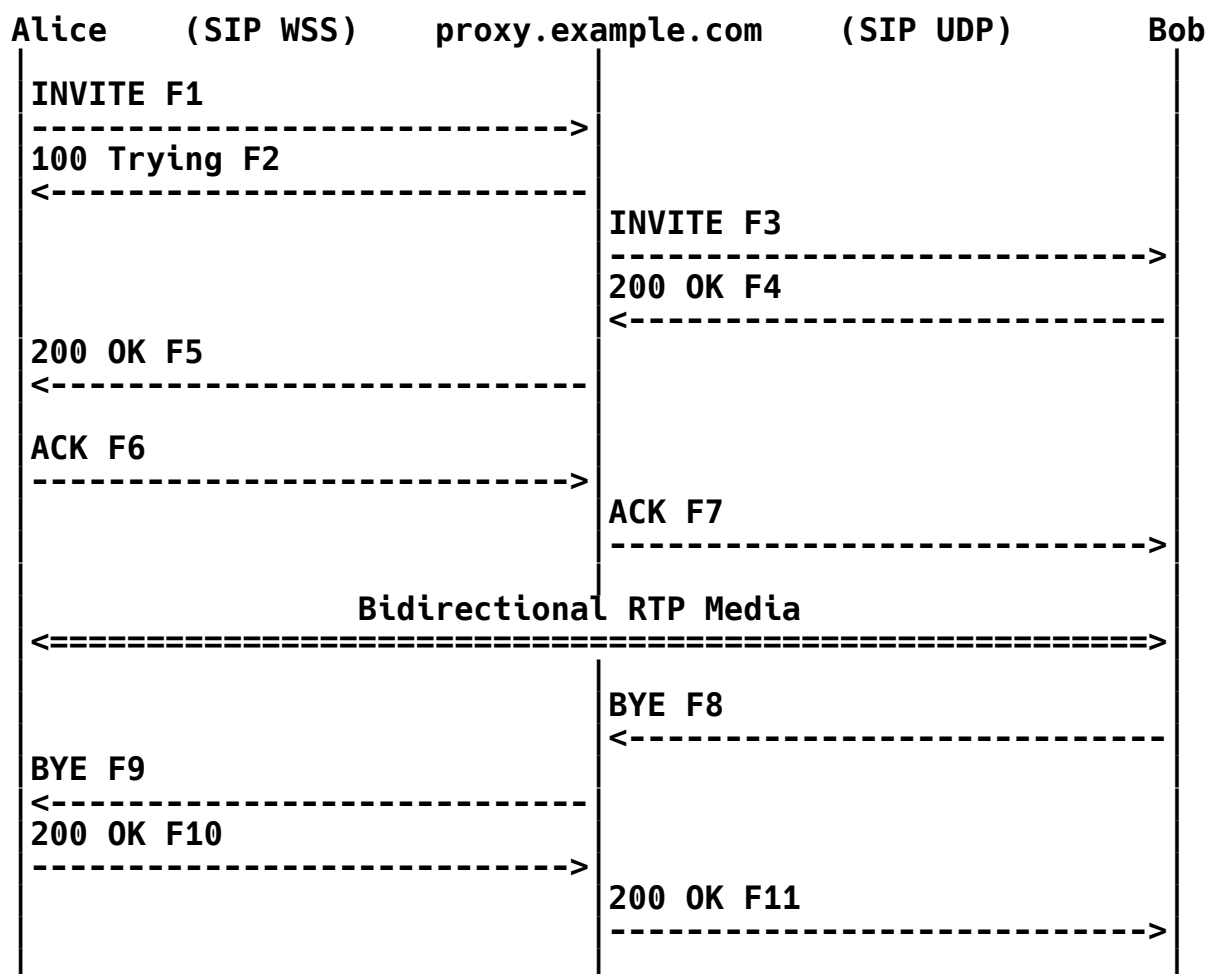 Alice    (SIP WSS)    proxy.example.com    (SIP UDP)       Bob
INVITE F1
---------------------------->
100 Trying F2
<----------------------------
INVITE F3
---------------------------->
200 OK F4
<----------------------------
200 OK F5
<----------------------------
ACK F6
---------------------------->
ACK F7
---------------------------->
Bidirectional RTP Media
<=========================================================>
BYE F8
<----------------------------
BYE F9
<----------------------------
200 OK F10
---------------------------->
200 OK F11
---------------------------->